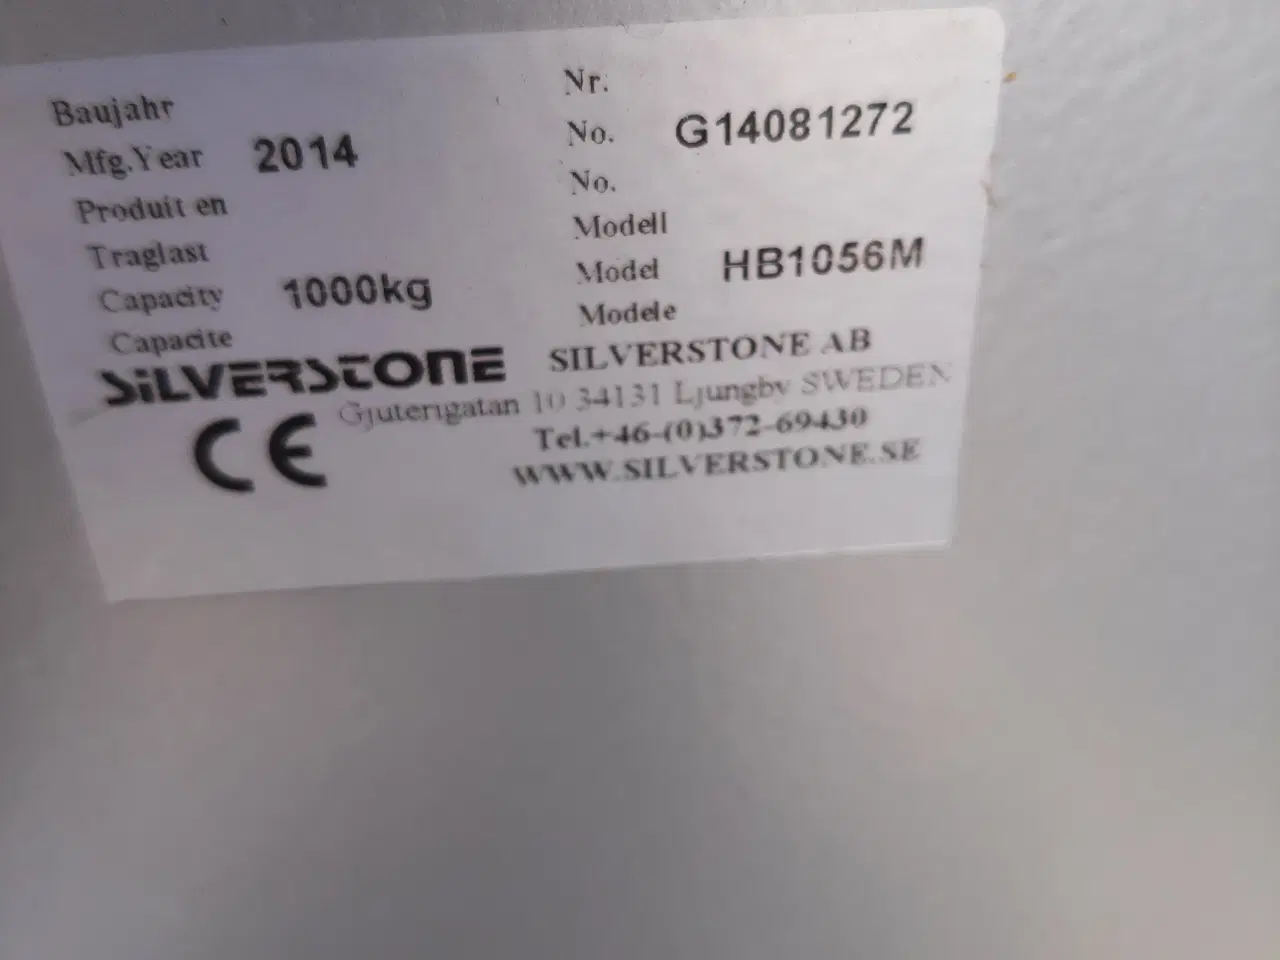 Baujahr
Mfg.Year 2014
Produit en
Traglast
Capacity 1000kg
Capacite
Nr.
No. G14081272
No.
Modell
Model HB1056M
Modele
SILVERSTONE
CE
SILVERSTONE AB
Gjuterigatan 10 34131 Ljungby SWEDEN
Tel.+46-(0)372-69430
WWW.SILVERSTONE.SE